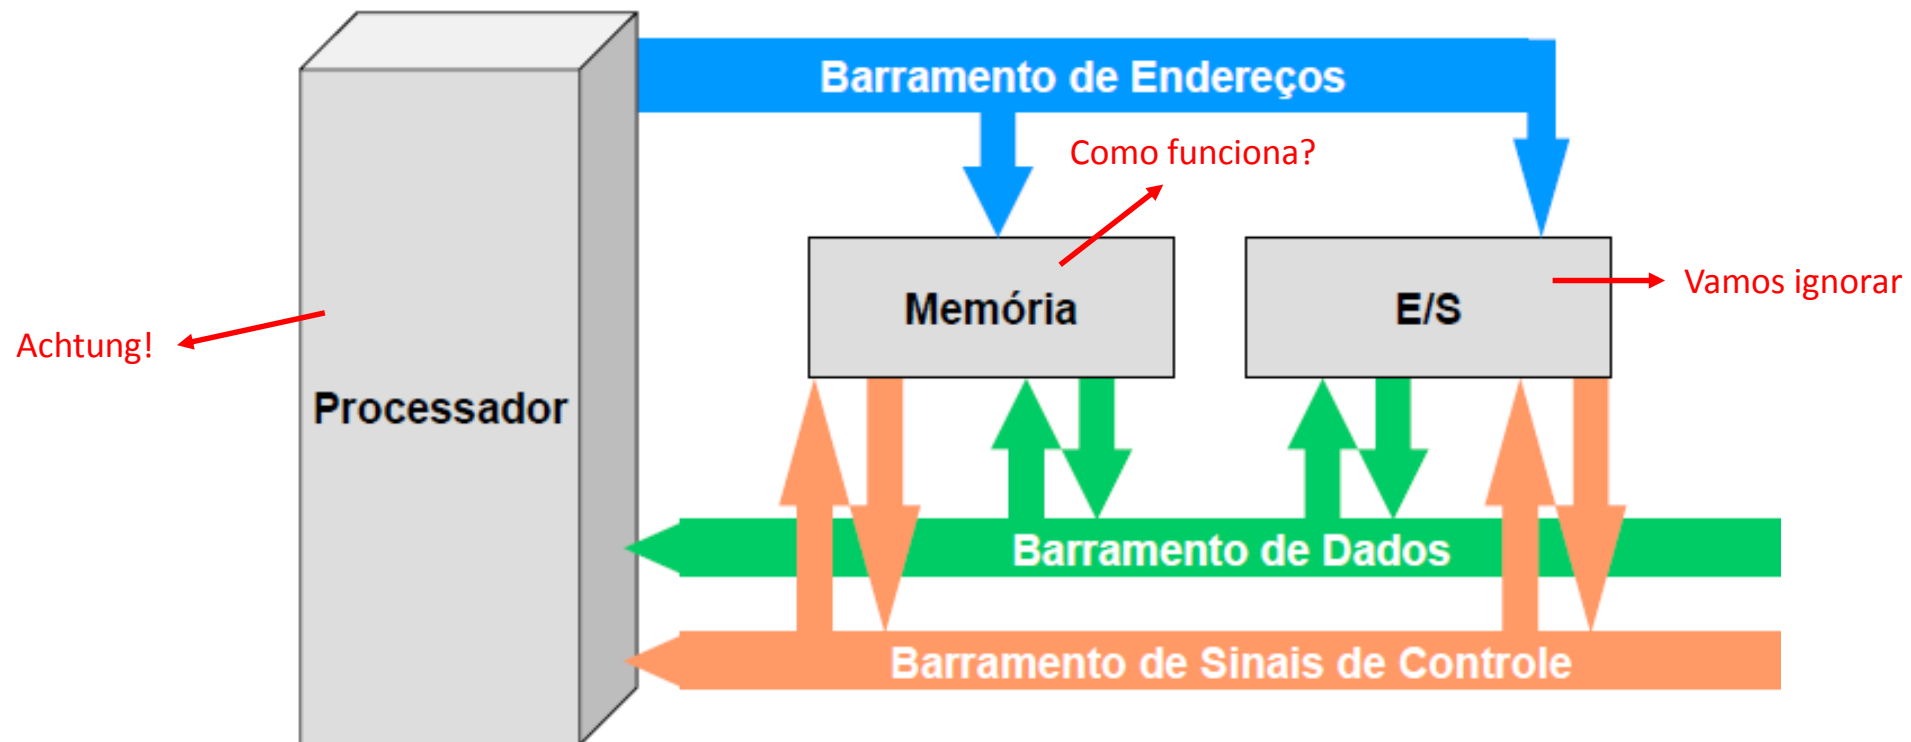 Barramento de Endereços
Como funciona?
Vamos ignorar
Memória
E/S
Achtung!
Processador
Barramento de Dados
Barramento de Sinais de Controle